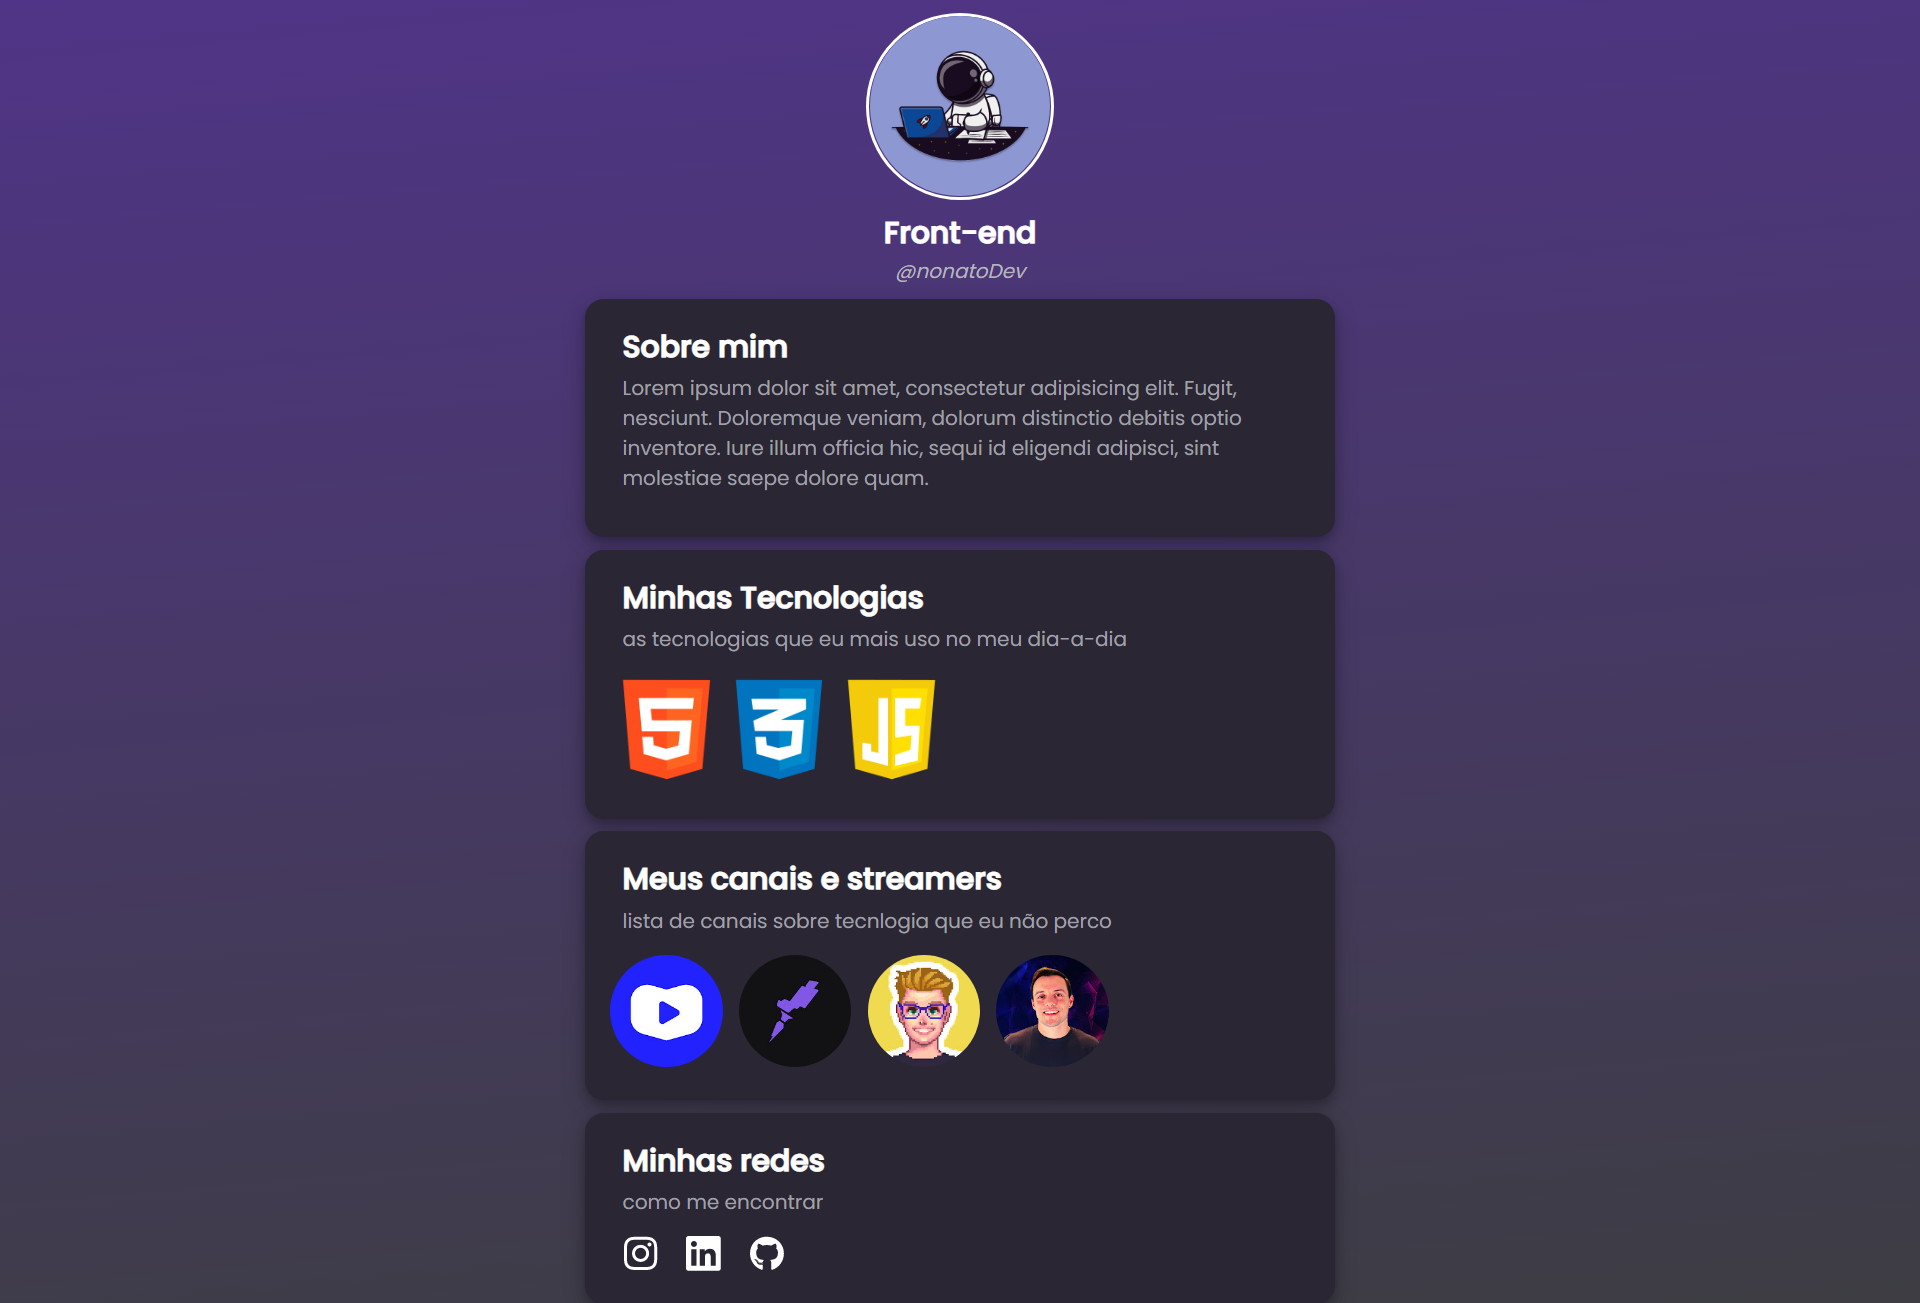 Front-end
@nonatoDev
Sobre mim
Lorem ipsum dolor sit amet, consectetur adipisicing elit. Fugit,
nesciunt. Doloremque veniam, dolorum distinctio debitis optio
inventore. Iure illum officia hic, sequi id eligendi adipisci, sint
molestiae saepe dolore quam.
Minhas Tecnologias
as tecnologias que eu mais uso no meu dia-a-dia
5 3 JS
Meus canais e streamers
lista de canais sobre tecnlogia que eu não perco
Minhas redes
como me encontrar
in